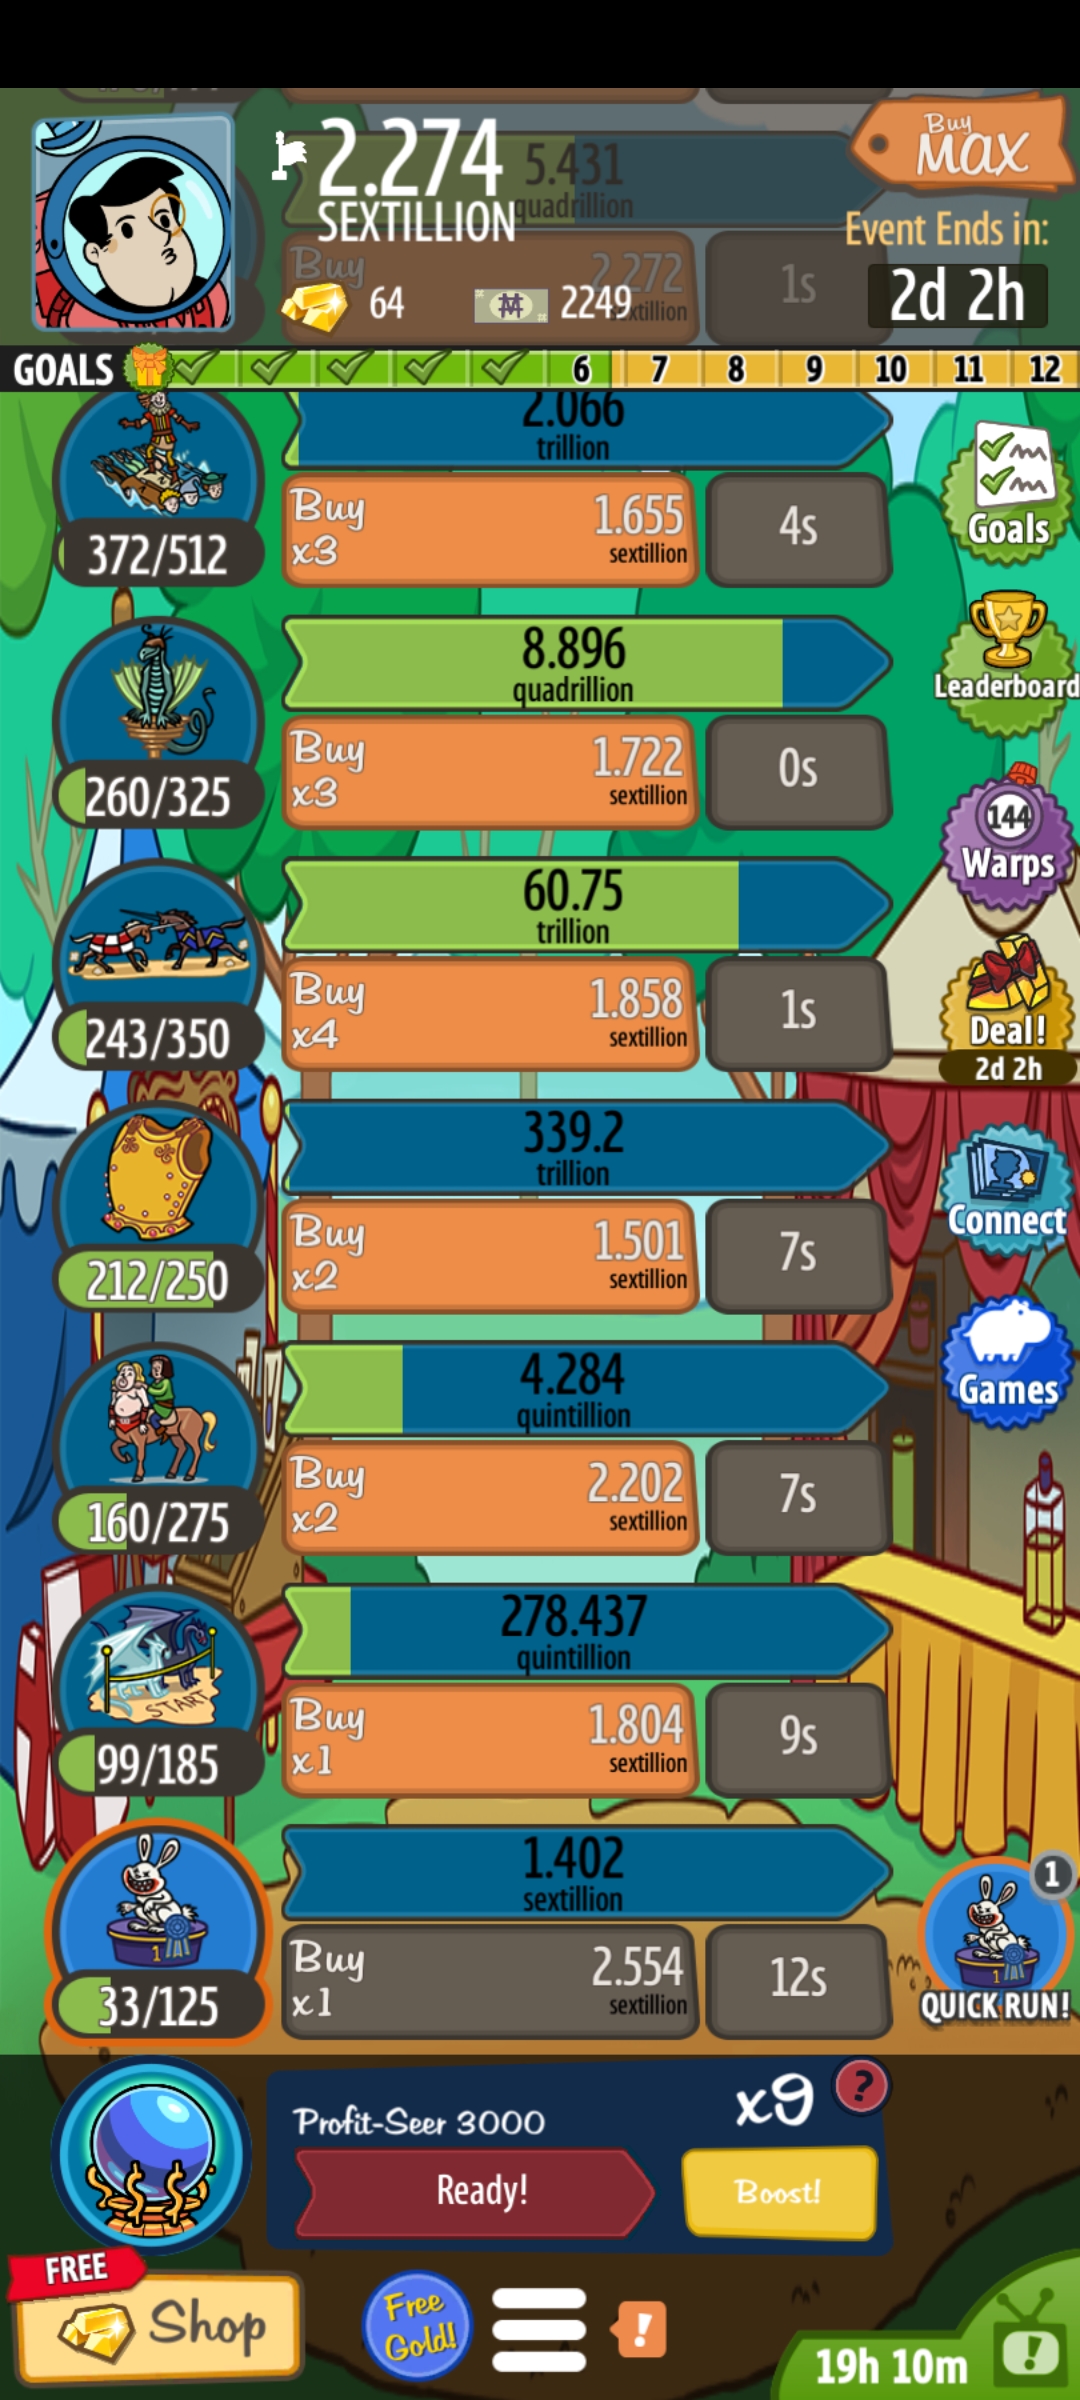 Buy
MAX
2.274
5.431
SEXTILLION
quadrillion
Event Ends in:
Buy
2.272
sextillion
1s
64
2249
2d 2h
GOALS
6 7 8 9 10 11 12
2.066
trillion
Buy
x3
1.655
sextillion
4s
372/512
Goals
8.896
quadrillion
Leaderboard
Buy
x3
1.722
sextillion
0s
260/325
144
Warps
60.75
trillion
Buy
x4
1.858
sextillion
1s
243/350
Deal!
2d 2h
339.2
trillion
Connect
Buy
x2
1.501
sextillion
7s
212/250
4.284
quintillion
Games
Buy
x2
2.202
sextillion
7s
160/275
START
278.437
quintillion
Buy
x1
1.804
sextillion
9s
99/185
1
1.402
sextillion
Buy
x1
2.554
sextillion
12s
33/125
1
1
QUICK RUN!
Profit-Seer 3000
x9
?
Ready!
Boost!
FREE
Shop
Free
Gold!
!
!
19h 10m